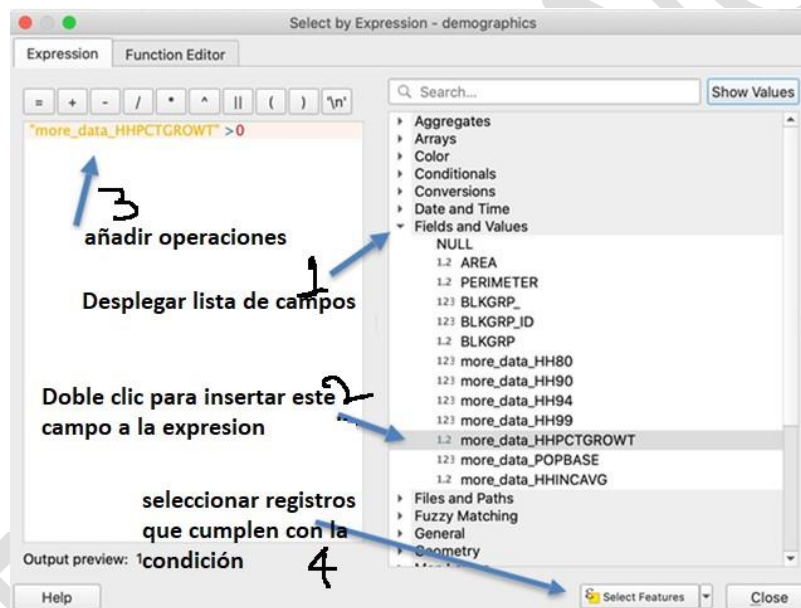 Select by Expression - demographics
Expression
Function Editor
= + - / * ^ || ( ) '\n'
Search...
Show Values
"more_data_HHPCTGROWT" >0
Aggregates
Arrays
Color
Conditionals
Conversions
Date and Time
Fields and Values
NULL
1.2 AREA
1.2 PERIMETER
123 BLKGRP_
123 BLKGRP_ID
1.2 BLKGRP
123 more_data_HH80
123 more_data_HH90
123 more_data_HH94
123 more_data_HH99
1.2 more_data_HHPCTGROWT
123 more_data_POPBASE
1.2 more_data_HHINCAVG
Files and Paths
Fuzzy Matching
General
Geometry
3
añadir operaciones
1
Desplegar lista de campos
2
Doble clic para insertar este
campo a la expresion
seleccionar registros
que cumplen con la
condición
4
Output preview: 1
Help
Select Features
Close